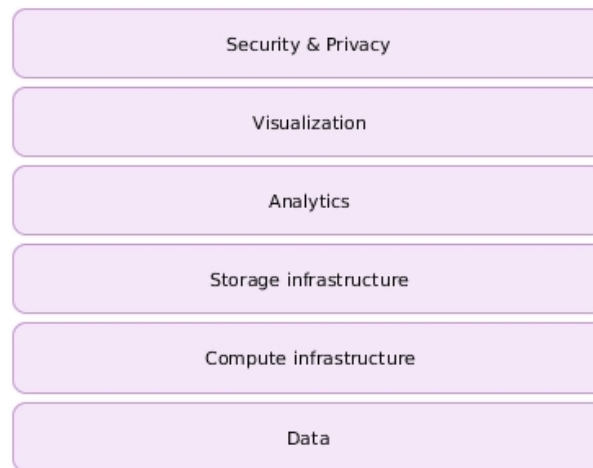 Security & Privacy
Visualization
Analytics
Storage infrastructure
Compute infrastructure
Data